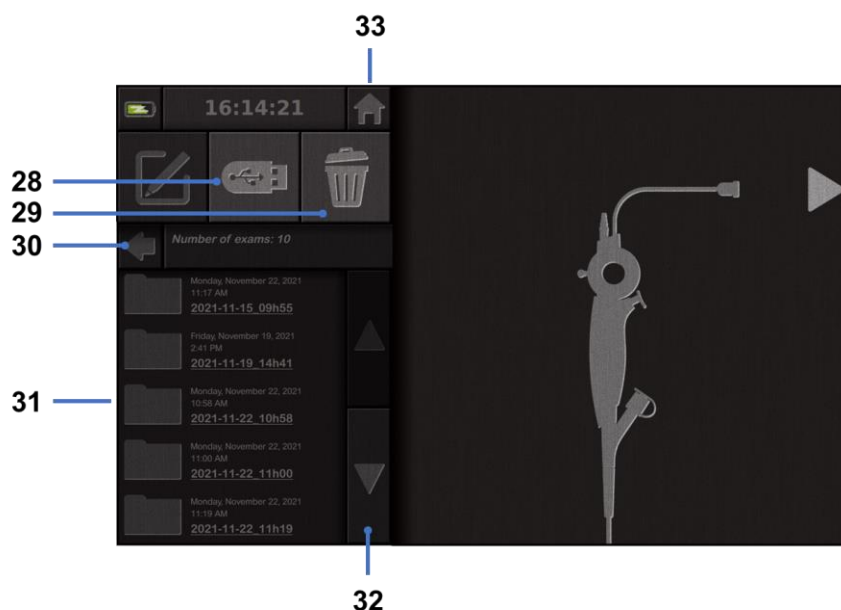 33
16:14:21
28
29
30
Number of exams: 10
Monday, November 22, 2021
11:17 AM
2021-11-15_09h55
Friday, November 19, 2021
2:41 PM
2021-11-19_14h41
31
Monday, November 22, 2021
10:58 AM
2021-11-22_10h58
Monday, November 22, 2021
11:00 AM
2021-11-22_11h00
Monday, November 22, 2021
11:19 AM
2021-11-22_11h19
32